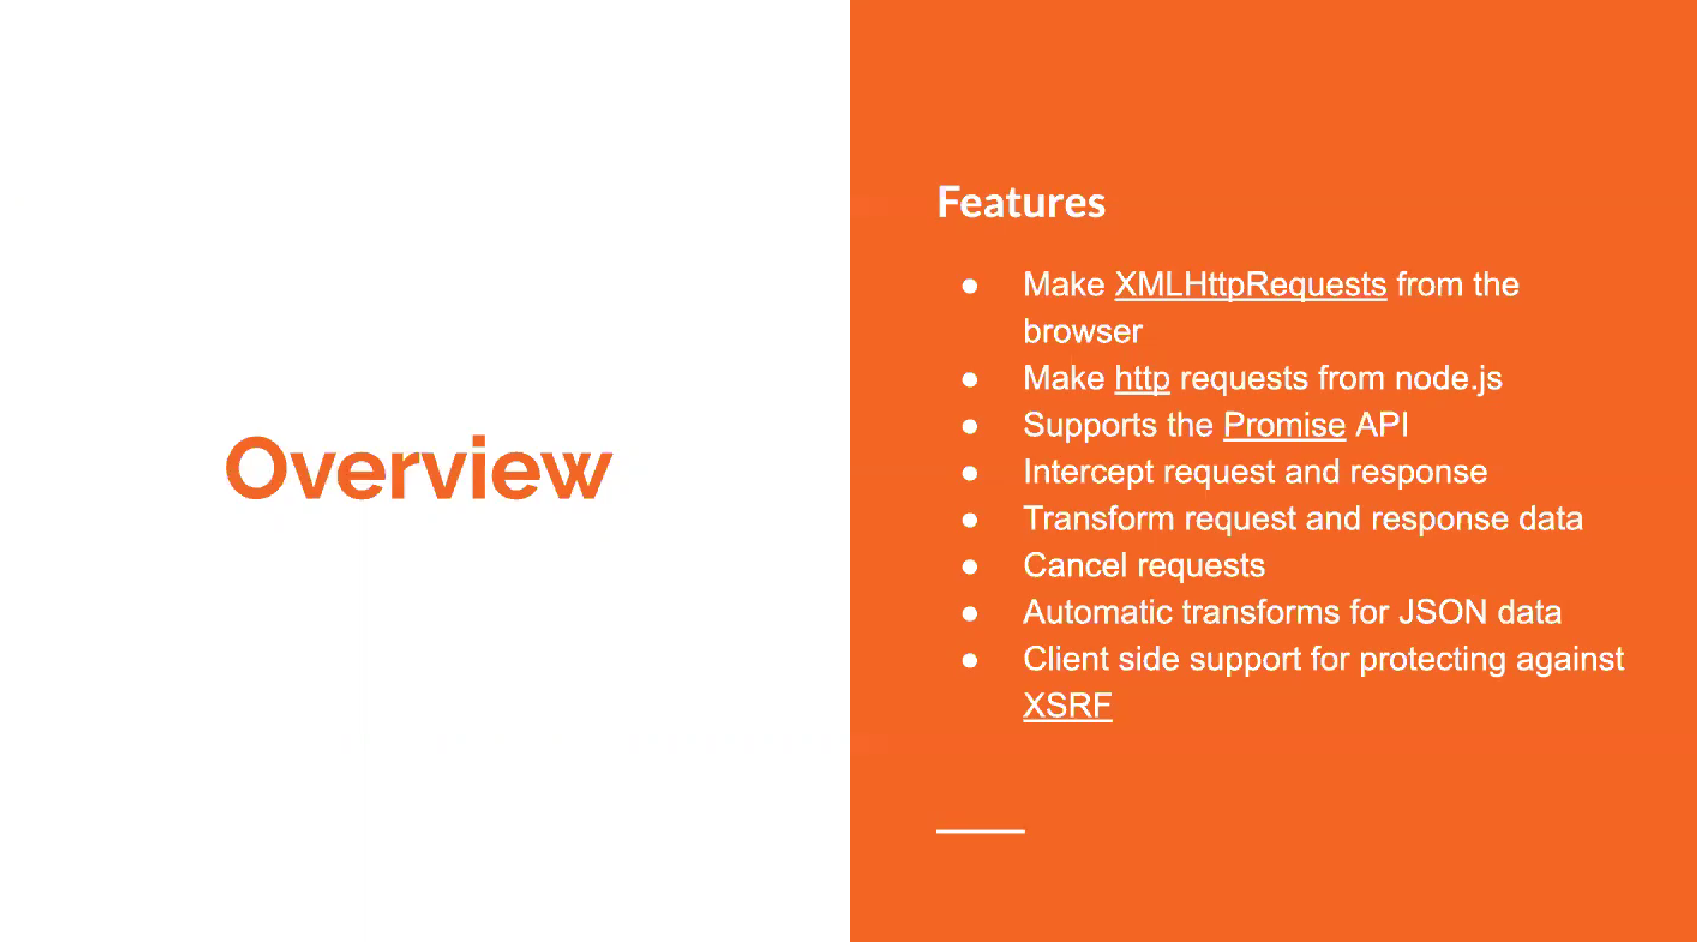 Overview
Features
● Make XMLHttpRequests from the
browser
● Make http requests from node.js
● Supports the Promise API
● Intercept request and response
● Transform request and response data
● Cancel requests
● Automatic transforms for JSON data
● Client side support for protecting against
XSRF